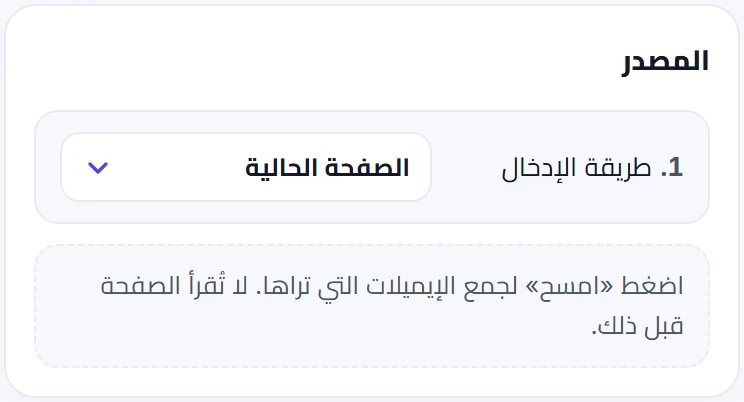 المصدر
1. طريقة الإدخال
الصفحة الحالية
اضغط «امسح» لجمع الإيميلات التي تراها. لا تُقرأ الصفحة
قبل ذلك.